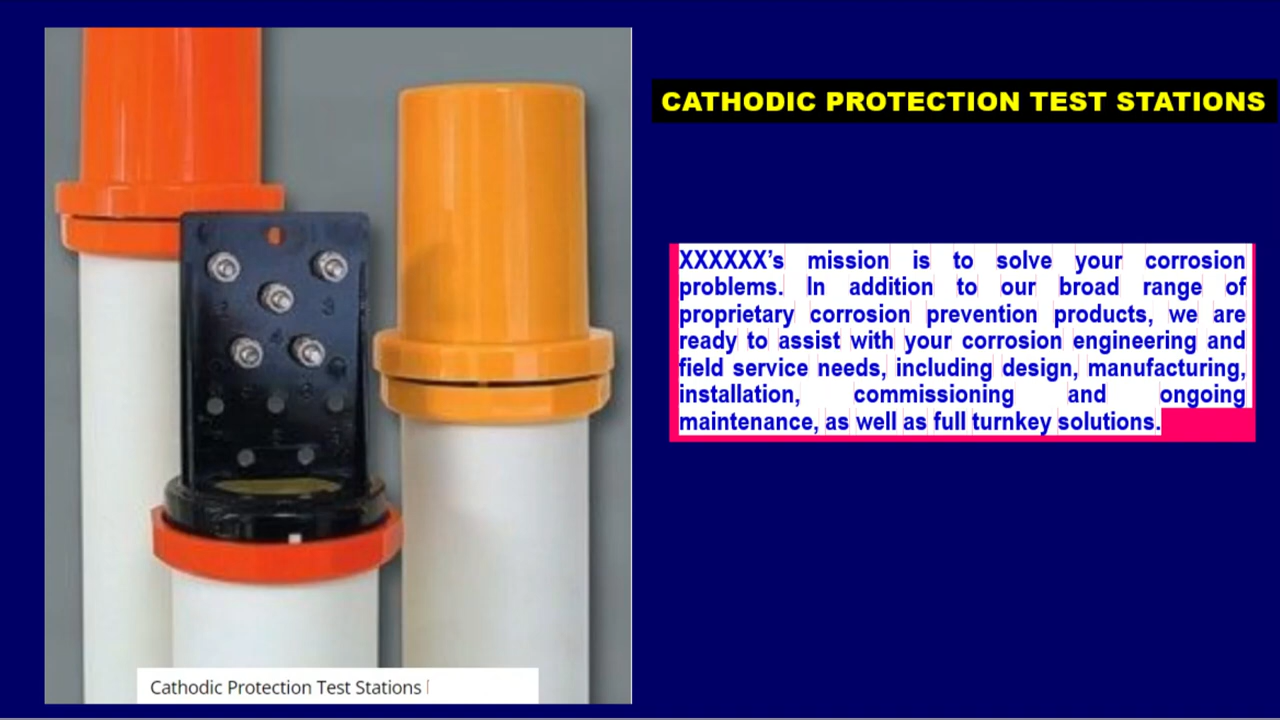 CATHODIC PROTECTION TEST STATIONS
XXXXXX’s mission is to solve your corrosion
problems. In addition to our broad range of
proprietary corrosion prevention products, we are
ready to assist with your corrosion engineering and
field service needs, including design, manufacturing,
installation, commissioning and ongoing
maintenance, as well as full turnkey solutions.
Cathodic Protection Test Stations